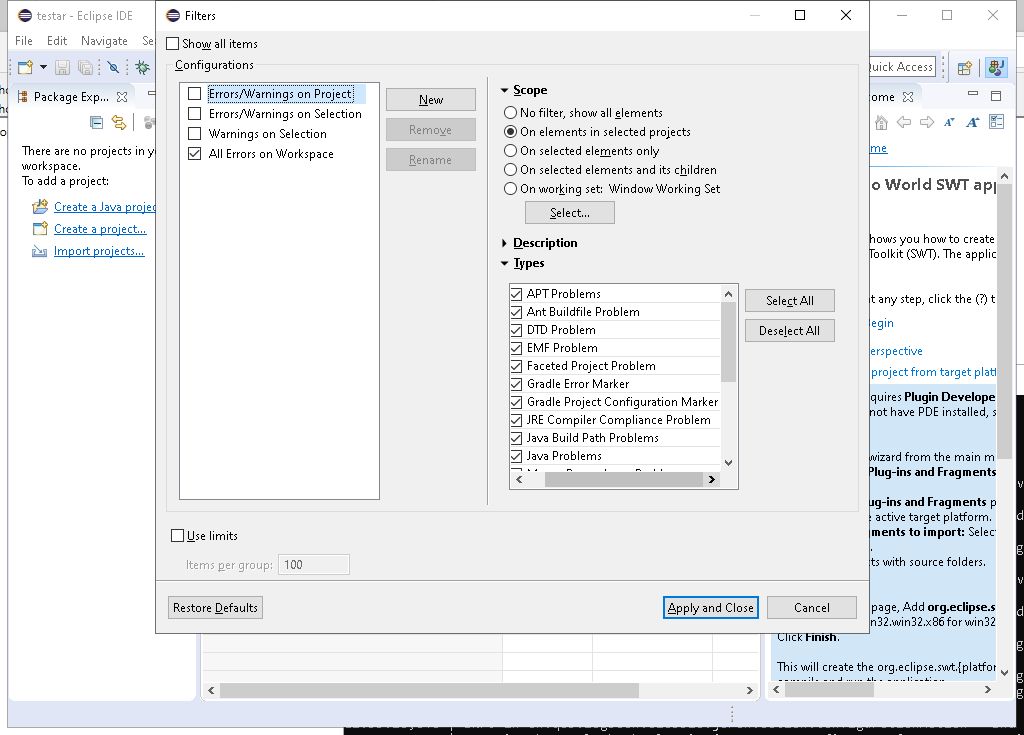 testar - Eclipse IDE
File Edit Navigate
Quick Access
Package Exp...
There are no projects in
workspace.
To add a project:
Create a Java
Create a project...
Import projects...
Filters
Show all items
Configurations
Errors/Warnings on Project
Errors/Warnings on Selection
Warnings on Selection
All Errors on Workspace
New
Remove
Rename
Scope
No filter, show all elements
On elements in selected projects
On selected elements only
On selected elements and its children
On working set: Window Working Set
Select...
Description
Types
APT Problems
Ant Buildfile Problem
DTD Problem
EMF Problem
Faceted Project Problem
Gradle Error Marker
Gradle Project Configuration Marker
JRE Compiler Compliance Problem
Java Build Path Problems
Java Problems
Select All
Deselect All
Use limits
Items per group: 100
Restore Defaults
Apply and Close
Cancel
o World SWT app
hows you how to create
Toolkit (SWT). The applic
t any step, click the (?) t
egin
erspective
project from target platf
quires Plugin Develope
not have PDE installed, s
wizard from the main m
Plug-ins and Fragments
ug-ins and Fragments p
e active target platform.
ments to import: Selec
ts with source folders.
page, Add org.eclipse.s
n32.win32.x86 for win32
Click Finish.
This will create the org.eclipse.swt.{platfor
compile and run the application